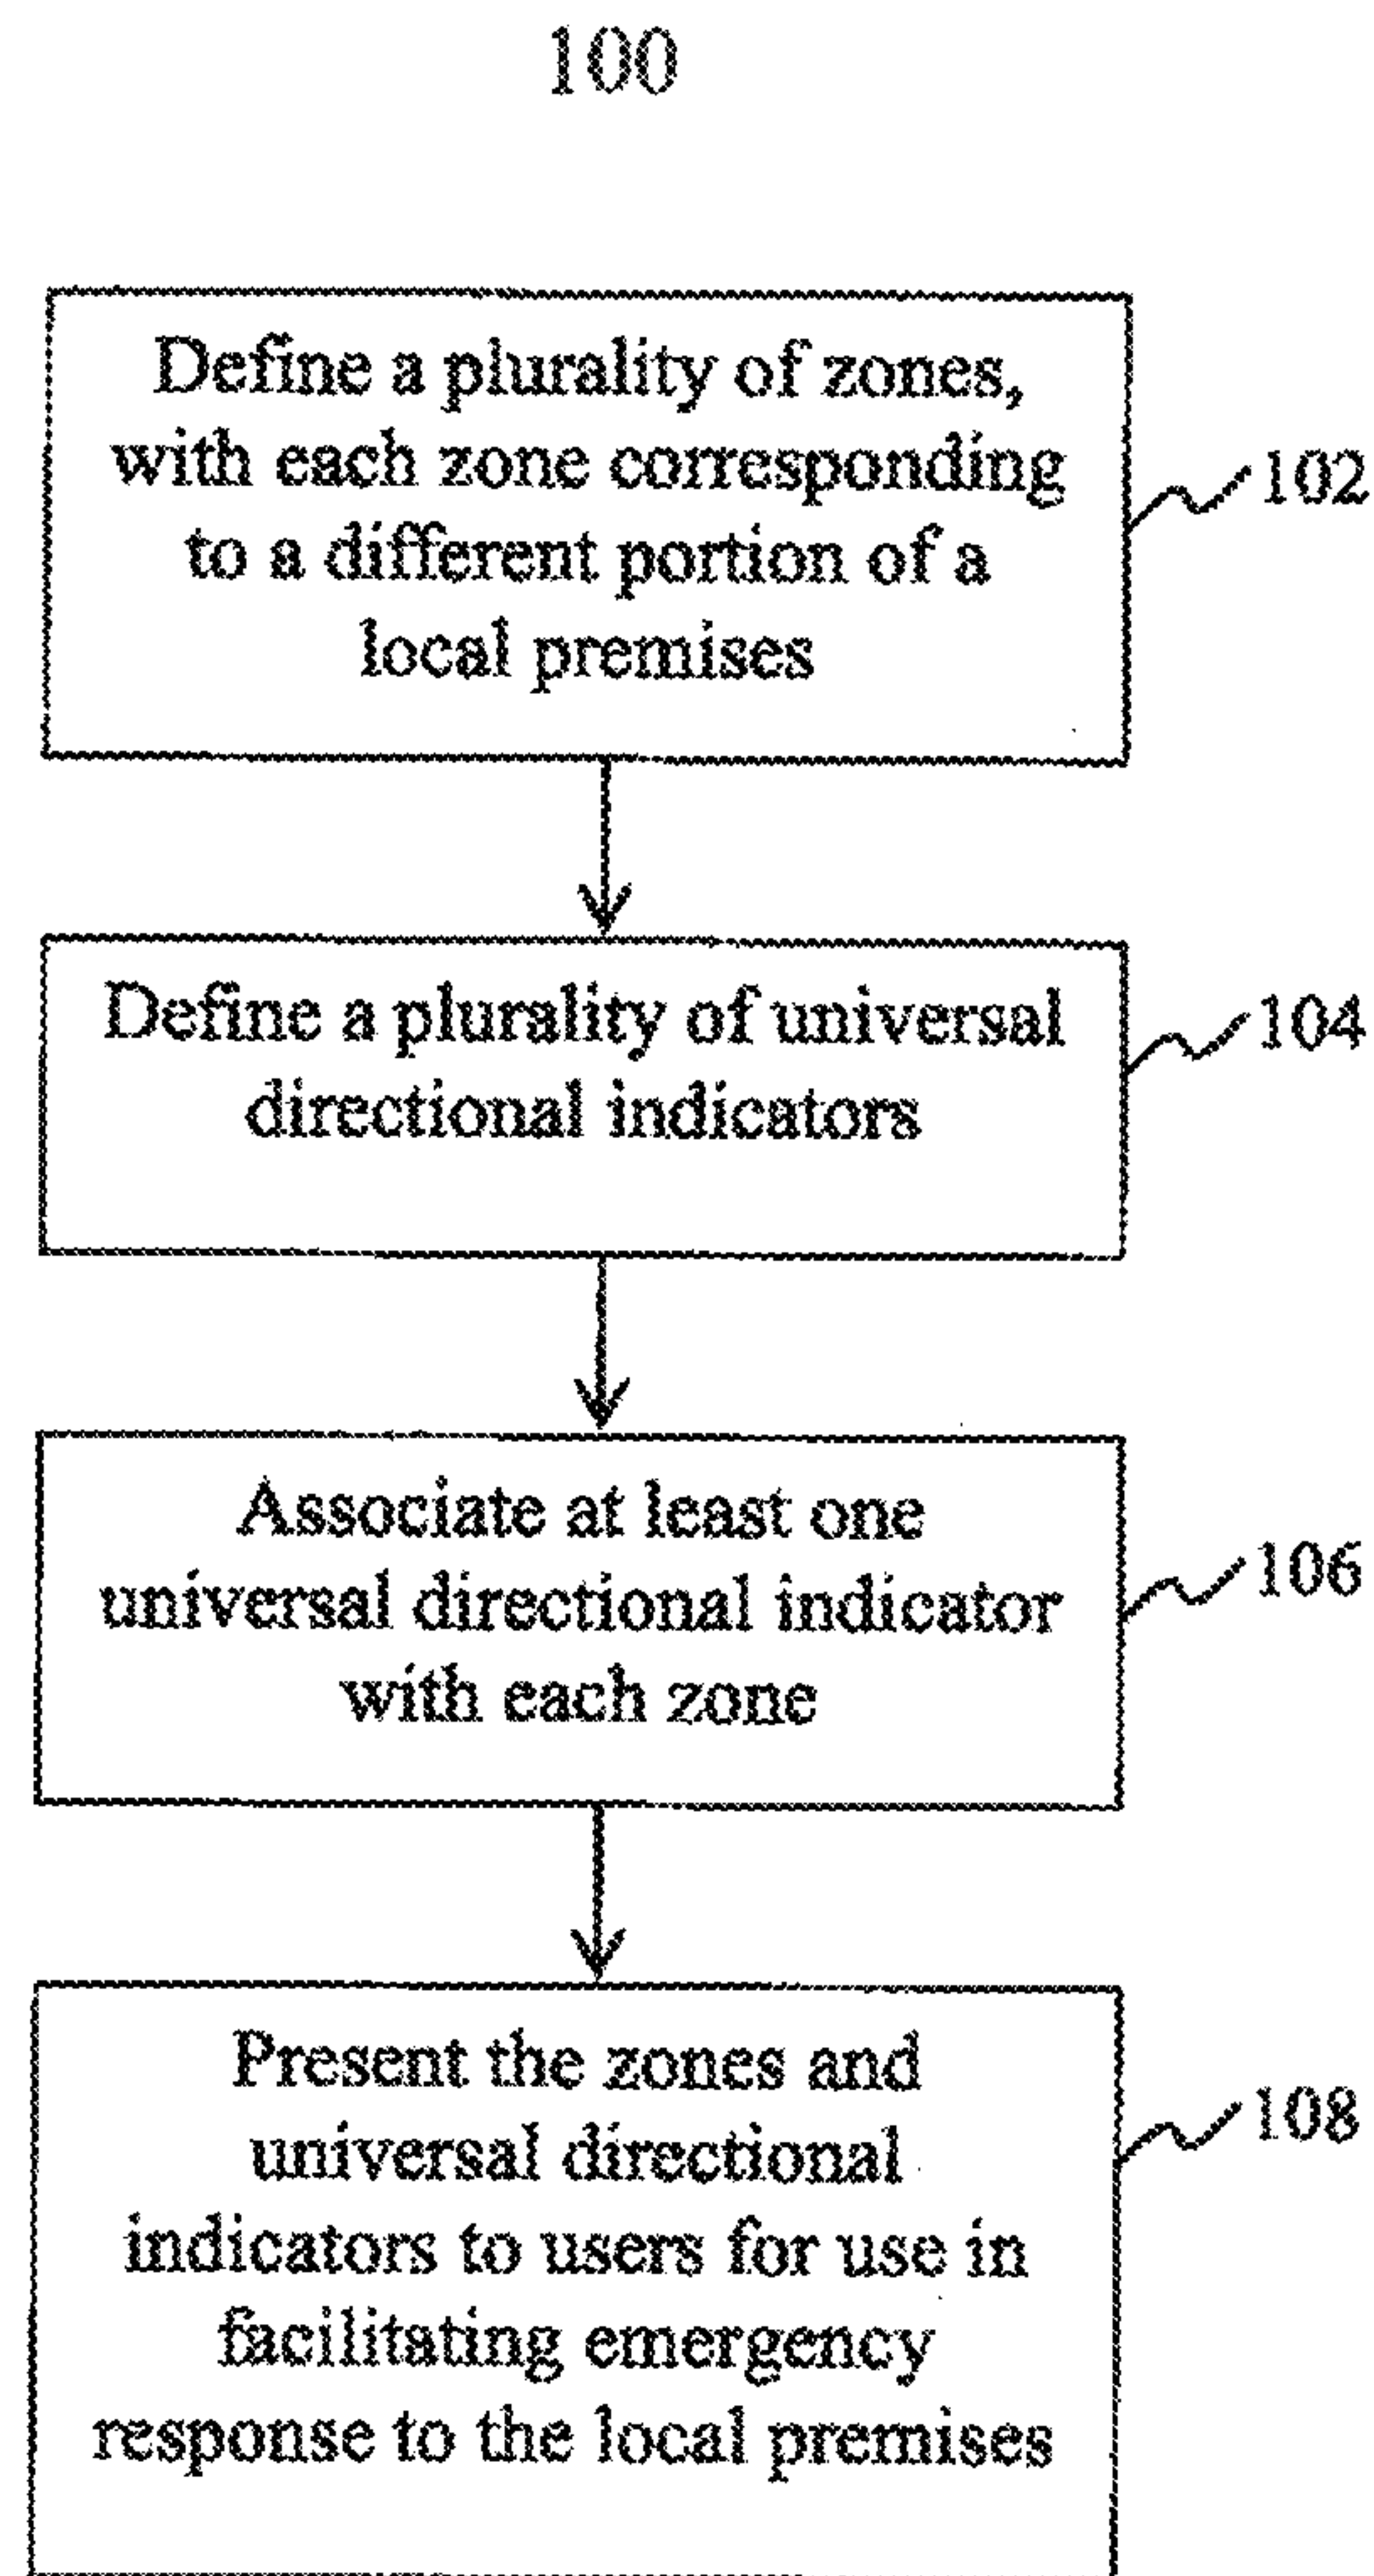 100
Define a plurality of zones,
with each zone corresponding
to a different portion of a
local premises
102
Define a plurality of universal
directional indicators
104
Associate at least one
universal directional indicator
with each zone
106
Present the zones and
universal directional
indicators to users for use in
facilitating emergency
response to the local premises
108